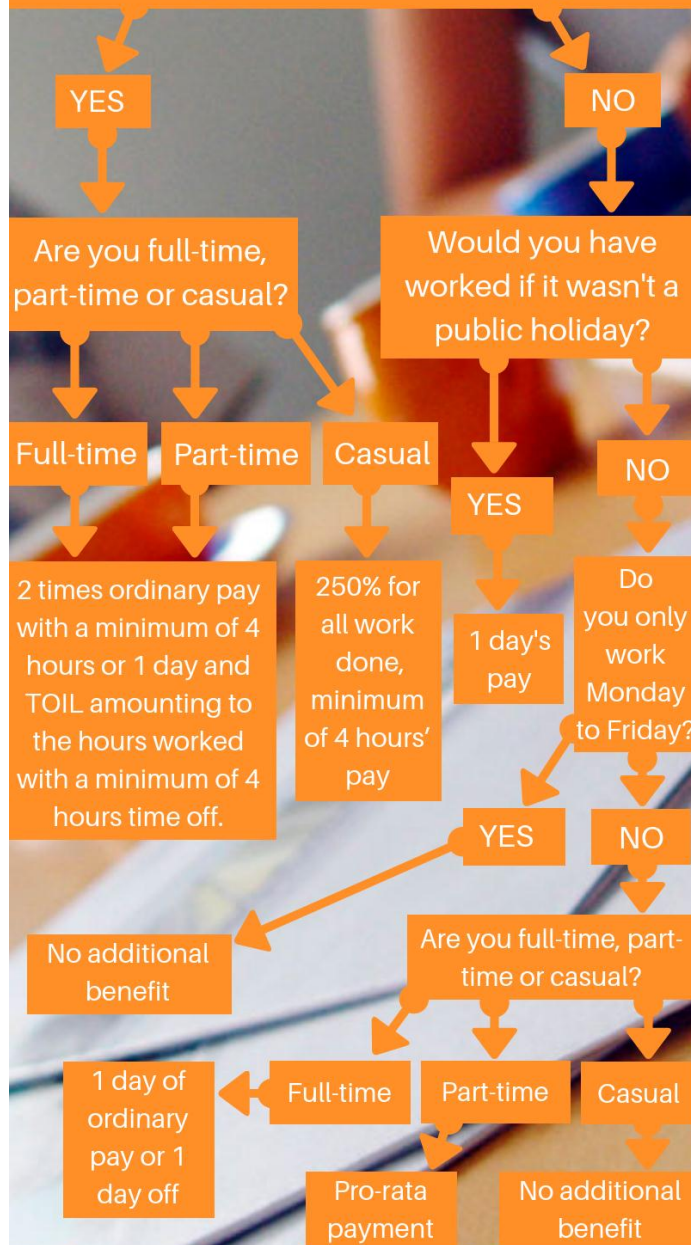 YES
NO
Are you full-time,
part-time or casual?
Would you have
worked if it wasn't a
public holiday?
Full-time
Part-time
Casual
YES
NO
2 times ordinary pay
with a minimum of 4
hours or 1 day and
TOIL amounting to
the hours worked
with a minimum of 4
hours time off.
250% for
all work
done,
minimum
of 4 hours’
pay
1 day's
pay
Do
you only
work
Monday
to Friday?
YES
NO
No additional
benefit
Are you full-time, part-
time or casual?
Full-time
Part-time
Casual
1 day of
ordinary
pay or 1
day off
Pro-rata
payment
No additional
benefit